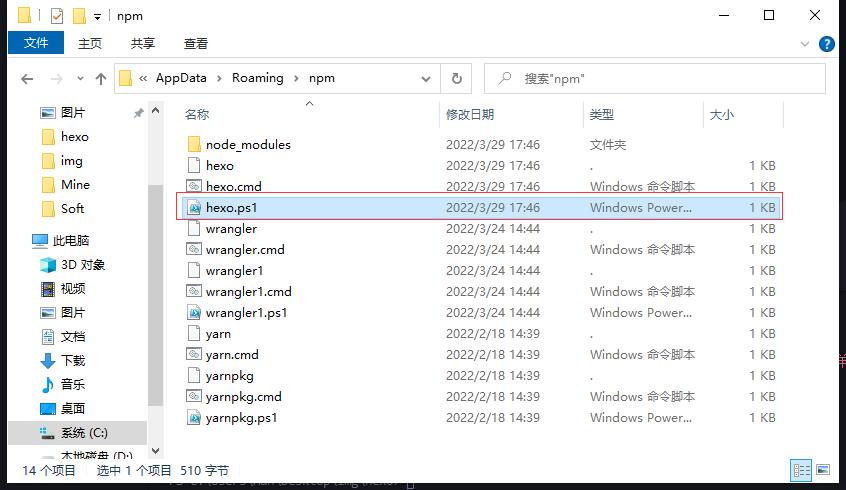 npm
文件 主页 共享 查看
« AppData › Roaming › npm 搜索"npm"
名称 修改日期 类型 大小
图片
hexo
img
Mine
Soft
此电脑
3D 对象
视频
图片
文档
下载
音乐
桌面
系统 (C:)
本地磁盘 (D:)
node_modules 2022/3/29 17:46 文件夹
hexo 2022/3/29 17:46 . 1 KB
hexo.cmd 2022/3/29 17:46 Windows 命令脚本 1 KB
hexo.ps1 2022/3/29 17:46 Windows Power... 1 KB
wrangler 2022/3/24 14:44 . 1 KB
wrangler.cmd 2022/3/24 14:44 Windows 命令脚本 1 KB
wrangler1 2022/3/24 14:44 . 1 KB
wrangler1.cmd 2022/3/24 14:44 Windows 命令脚本 1 KB
wrangler1.ps1 2022/3/24 14:44 Windows Power... 1 KB
yarn 2022/2/18 14:39 . 1 KB
yarn.cmd 2022/2/18 14:39 Windows 命令脚本 1 KB
yarnpkg 2022/2/18 14:39 . 1 KB
yarnpkg.cmd 2022/2/18 14:39 Windows 命令脚本 1 KB
yarnpkg.ps1 2022/2/18 14:39 Windows Power... 1 KB
14 个项目 选中 1 个项目 510 字节